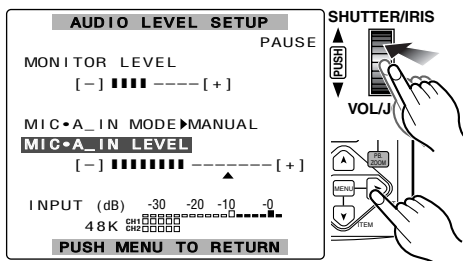 AUDIO LEVEL SETUP
PAUSE
MONITOR LEVEL
[–] ▮▮▮▮ ––––[+]
MIC•A_IN MODE▶MANUAL
MIC•A_IN LEVEL
[–] ▮▮▮▮▮▮▮▮ –––––––[+]
INPUT (dB) -30 -20 -10 -0
48K CH1
CH2
PUSH MENU TO RETURN
SHUTTER/IRIS
PUSH
VOL/J
PB.
ZOOM
MENU
ITEM